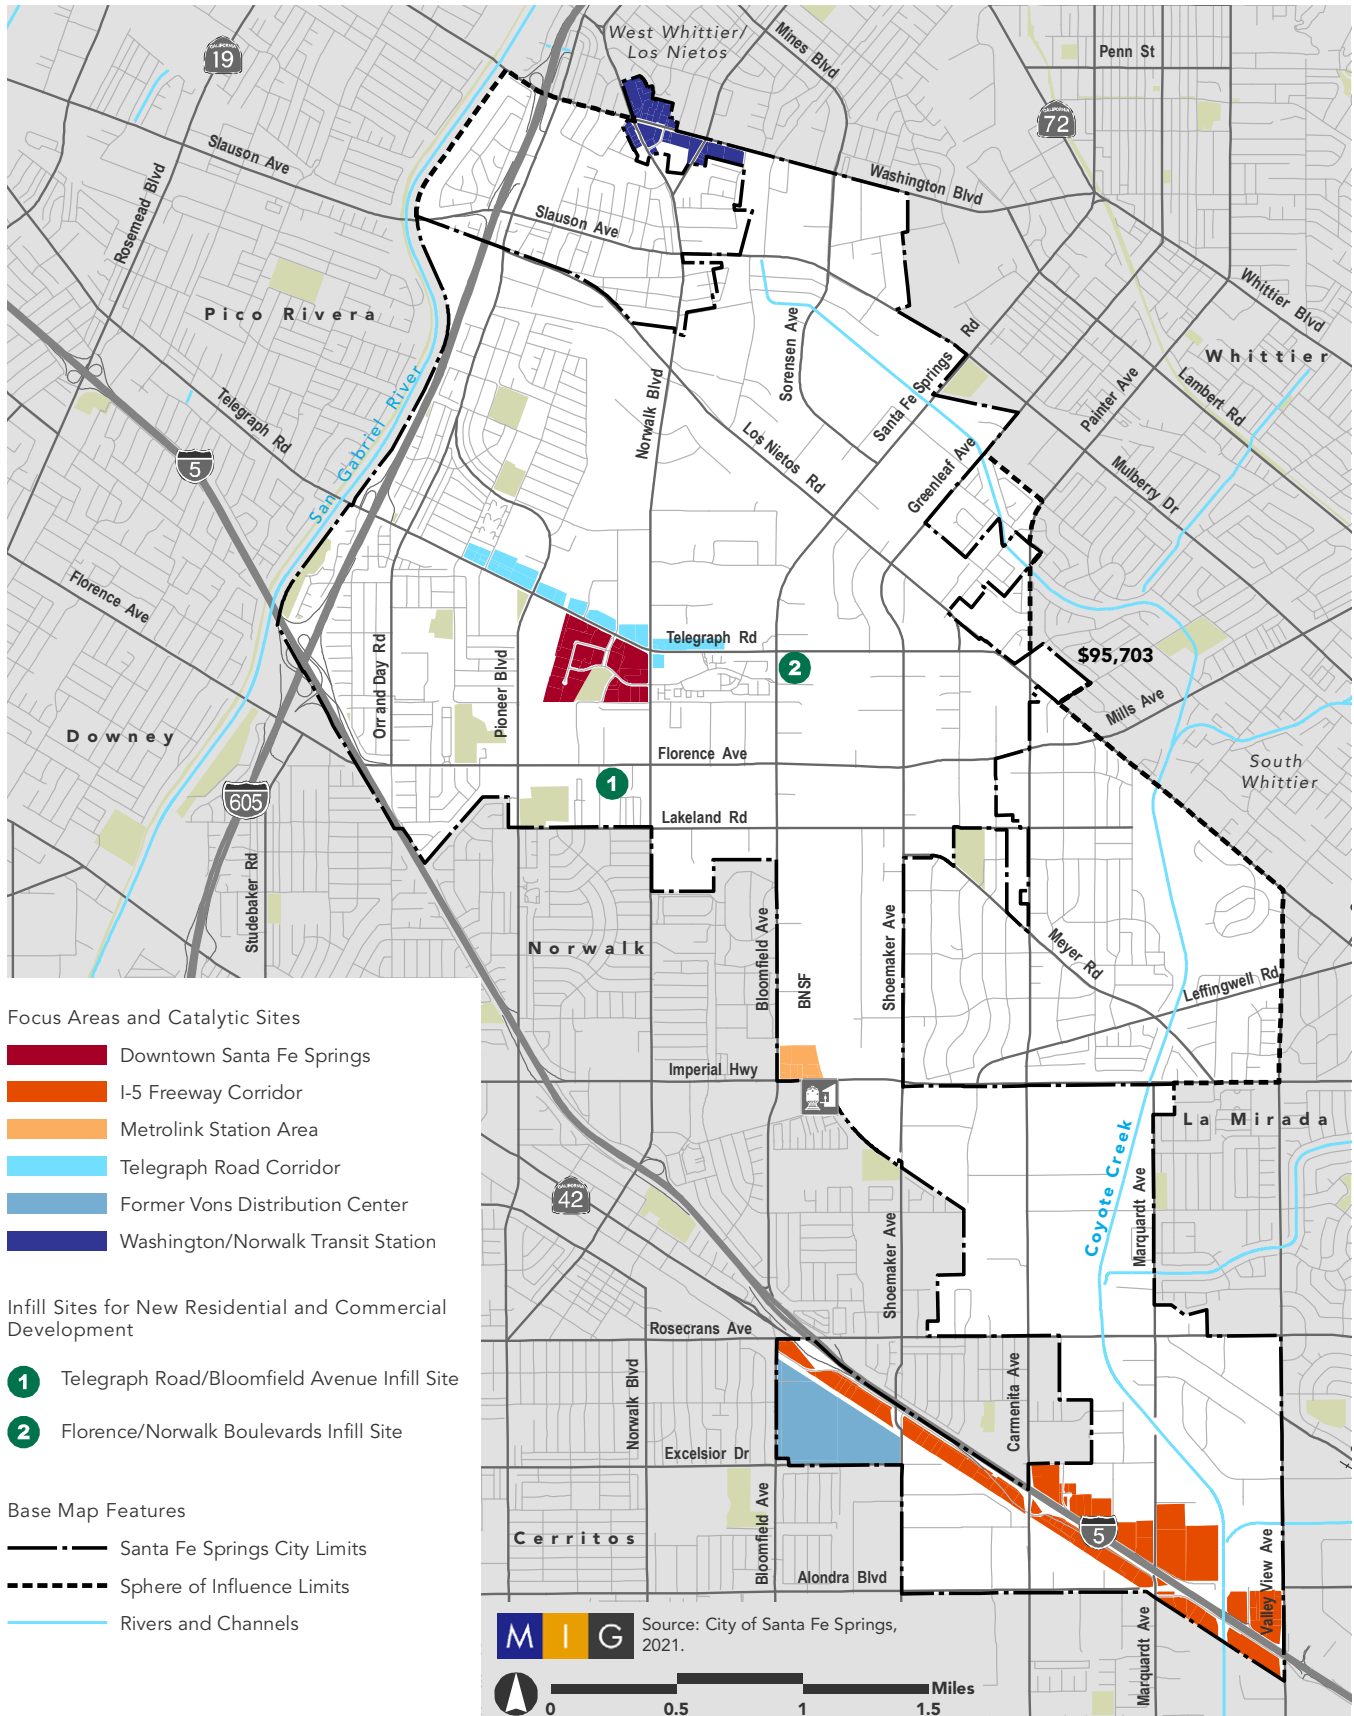 West Whittier/
Los Nietos
Mines Blvd
Penn St
CALIFORNIA
19
CALIFORNIA
72
Slauson Ave
Rosemead Blvd
Washington Blvd
Slauson Ave
Whittier Blvd
Pico Rivera
Whittier
Sorensen Ave
Santa Fe Springs Rd
Painter Ave
Lambert Rd
Telegraph Rd
San Gabriel River
Norwalk Blvd
Los Nietos Rd
Greenleaf Ave
Mulberry Dr
5
Florence Ave
Telegraph Rd
2
$95,703
Orr and Day Rd
Pioneer Blvd
Mills Ave
Downey
Florence Ave
South
Whittier
1
605
Lakeland Rd
Studebaker Rd
Norwalk
Bloomfield Ave
BNSF
Shoemaker Ave
Meyer Rd
Leffingwell Rd
Imperial Hwy
La Mirada
Coyote Creek
Marquardt Ave
CALIFORNIA
42
Shoemaker Ave
Rosecrans Ave
Norwalk Blvd
Carmenita Ave
Excelsior Dr
Cerritos
Bloomfield Ave
5
Valley View Ave
Alondra Blvd
Marquardt Ave
Focus Areas and Catalytic Sites
Downtown Santa Fe Springs
I-5 Freeway Corridor
Metrolink Station Area
Telegraph Road Corridor
Former Vons Distribution Center
Washington/Norwalk Transit Station
Infill Sites for New Residential and Commercial
Development
1 Telegraph Road/Bloomfield Avenue Infill Site
2 Florence/Norwalk Boulevards Infill Site
Base Map Features
Santa Fe Springs City Limits
Sphere of Influence Limits
Rivers and Channels
M I G
Source: City of Santa Fe Springs,
2021.
Miles
0 0.5 1 1.5